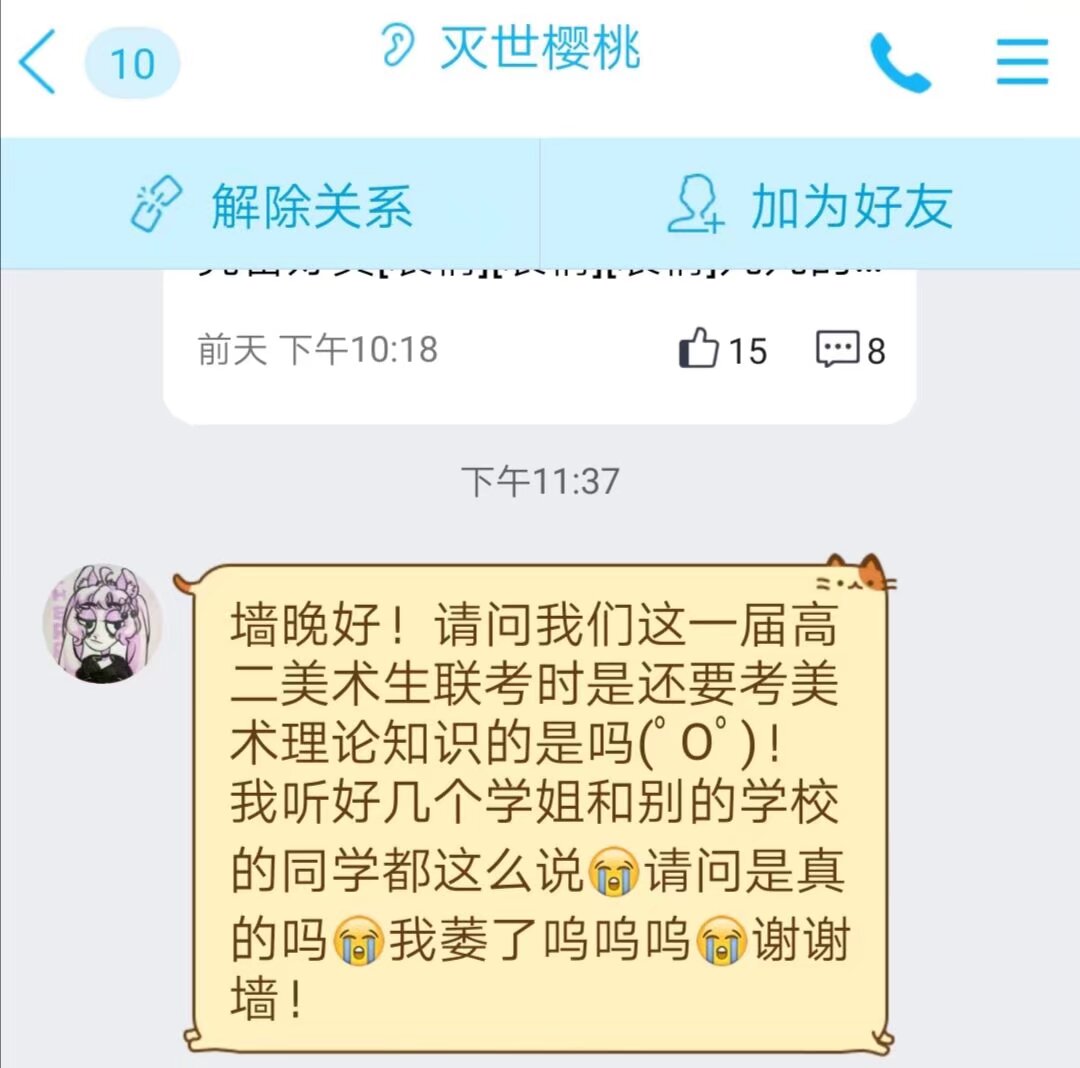 10
灭世樱桃
解除关系
加为好友
前天 下午10:18
15
8
下午11:37
墙晚好！请问我们这一届高
二美术生联考时是还要考美
术理论知识的是吗(ﾟOﾟ)！
我听好几个学姐和别的学校
的同学都这么说😭请问是真
的吗😭我萎了呜呜呜😭谢谢
墙！